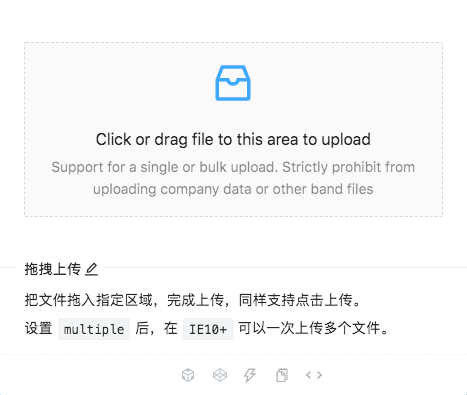 Click or drag file to this area to upload
Support for a single or bulk upload. Strictly prohibit from
uploading company data or other band files
拖拽上传
把文件拖入指定区域，完成上传，同样支持点击上传。
设置 multiple 后，在 IE10+ 可以一次上传多个文件。